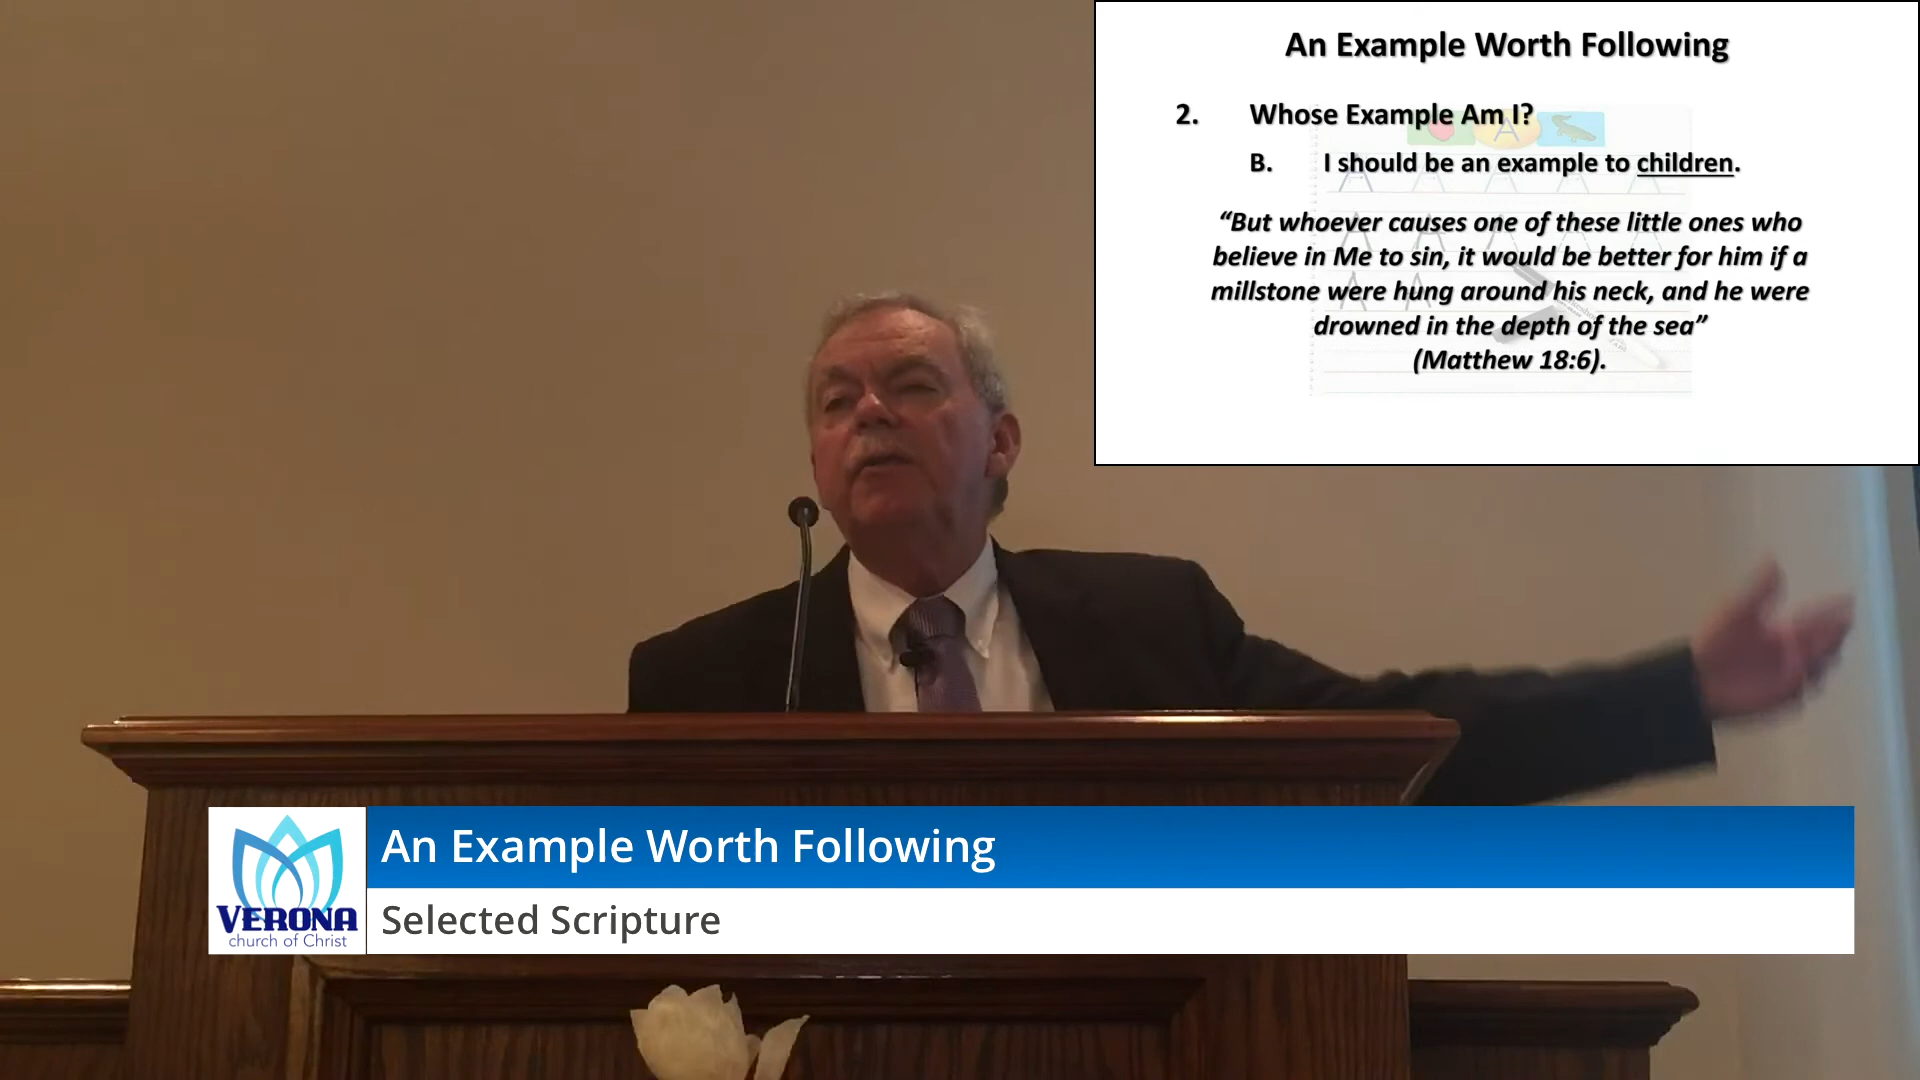 An Example Worth Following
2. Whose Example Am I?
B. I should be an example to children.
“But whoever causes one of these little ones who
believe in Me to sin, it would be better for him if a
millstone were hung around his neck, and he were
drowned in the depth of the sea”
(Matthew 18:6).
An Example Worth Following
VERONA
church of Christ
Selected Scripture